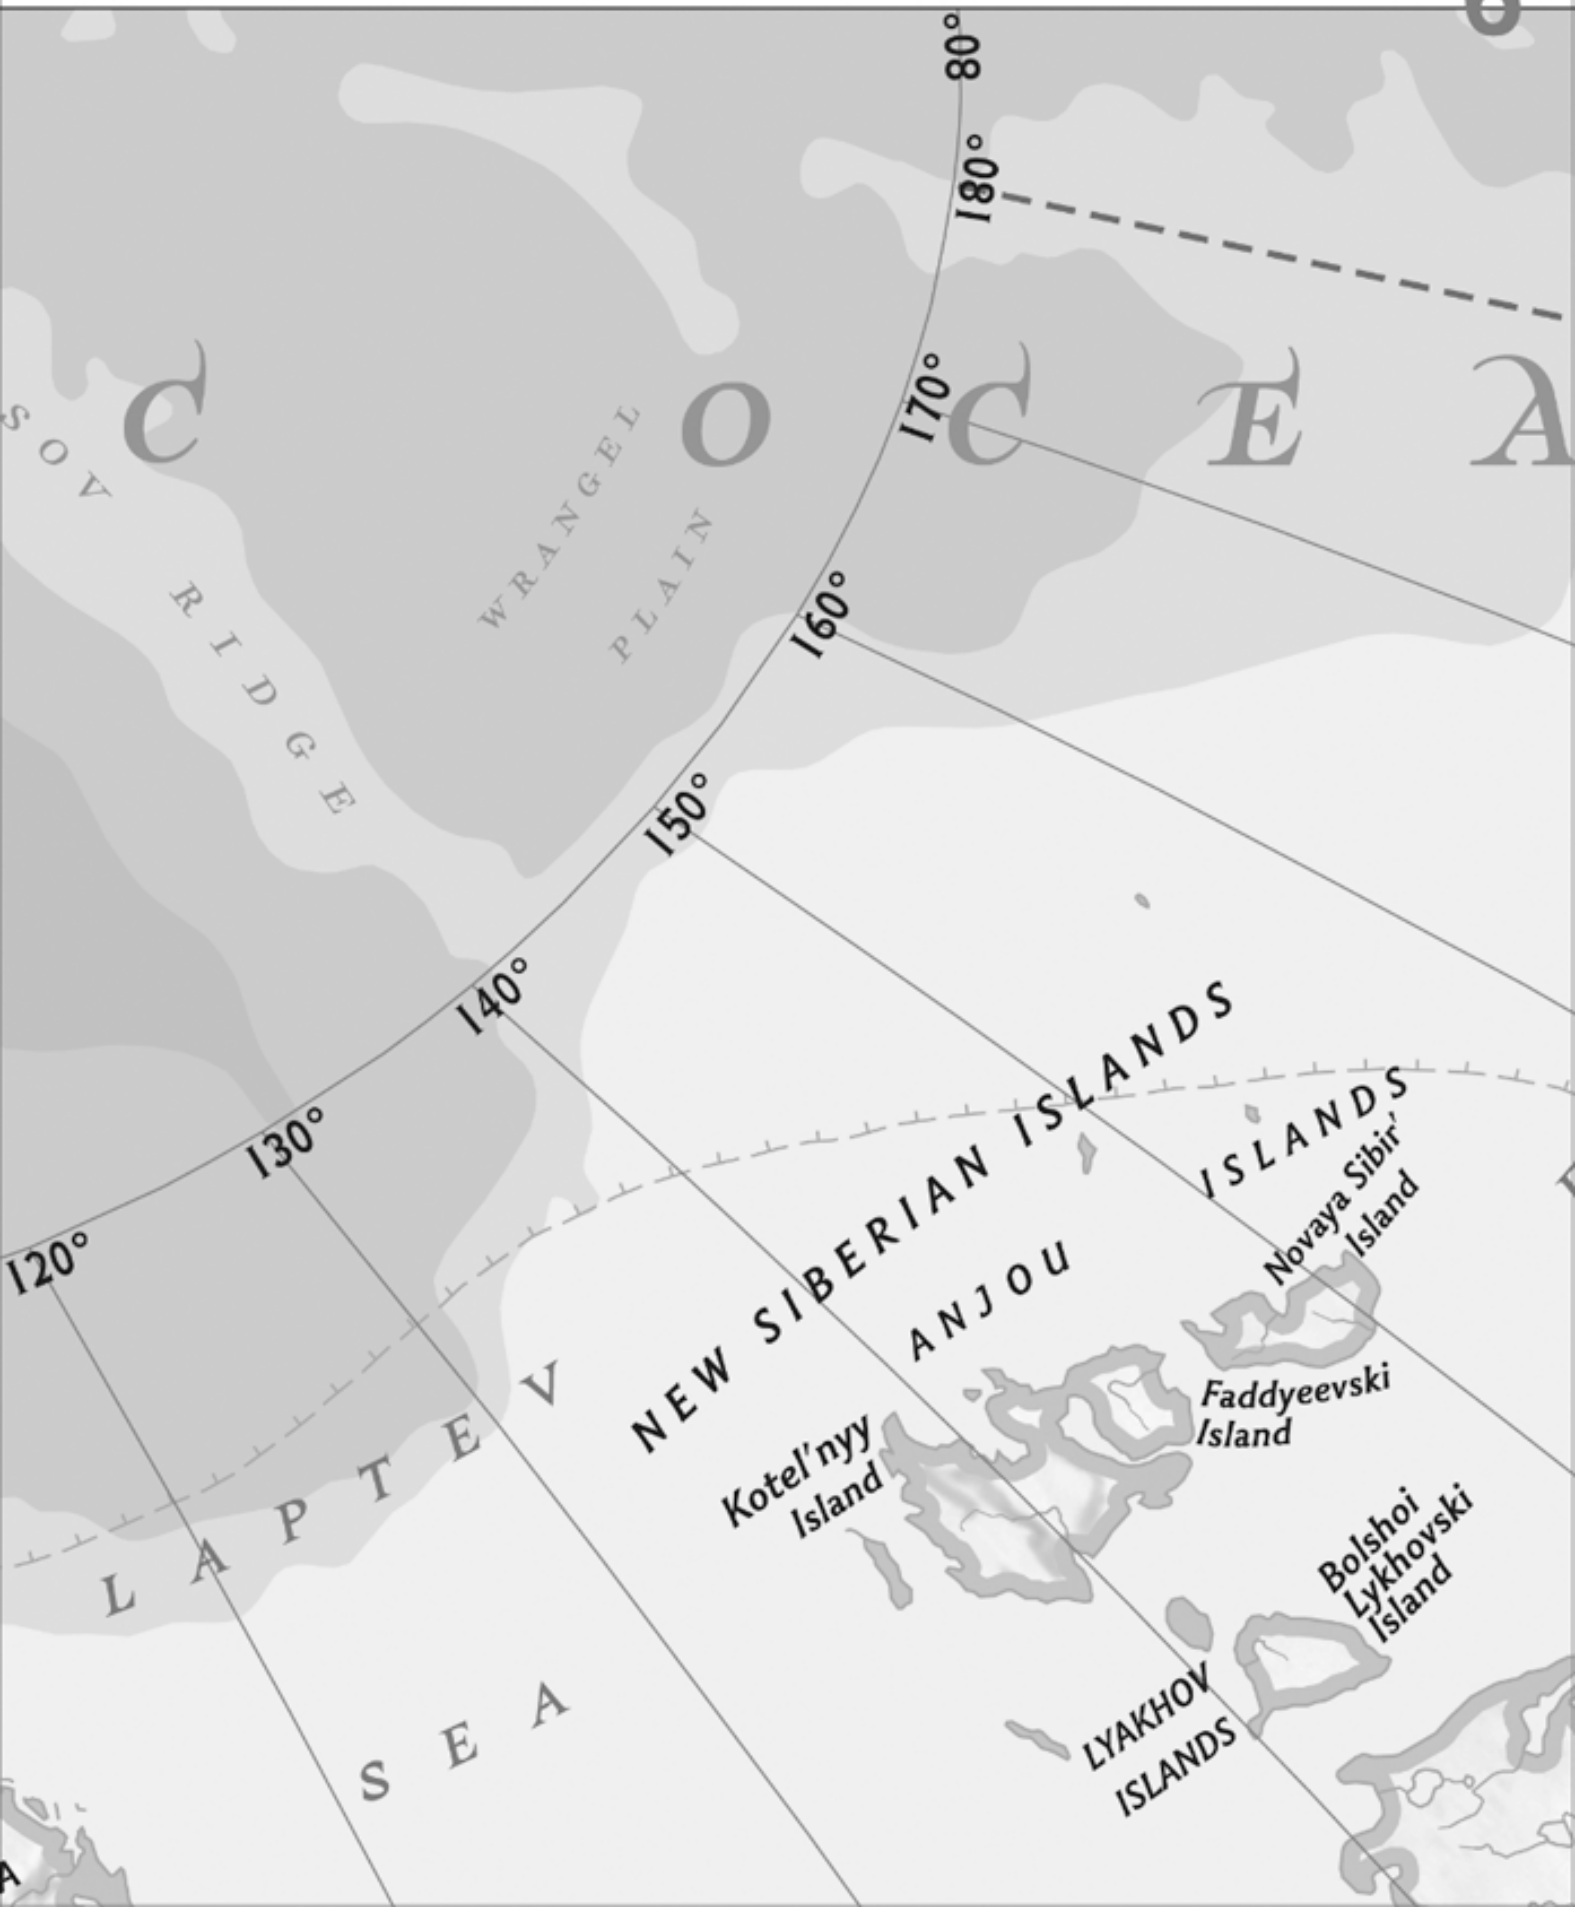 80°
180°
C O C E A
170°
SOV RIDGE
WRANGEL
PLAIN
160°
150°
140°
130°
120°
NEW SIBERIAN ISLANDS
ANJOU ISLANDS
Novaya Sibir'
Island
Faddyeevski
Island
Kotel'nyy
Island
Bolshoi
Lykhovski
Island
LYAKHOV
ISLANDS
LAPTEV
SEA
A